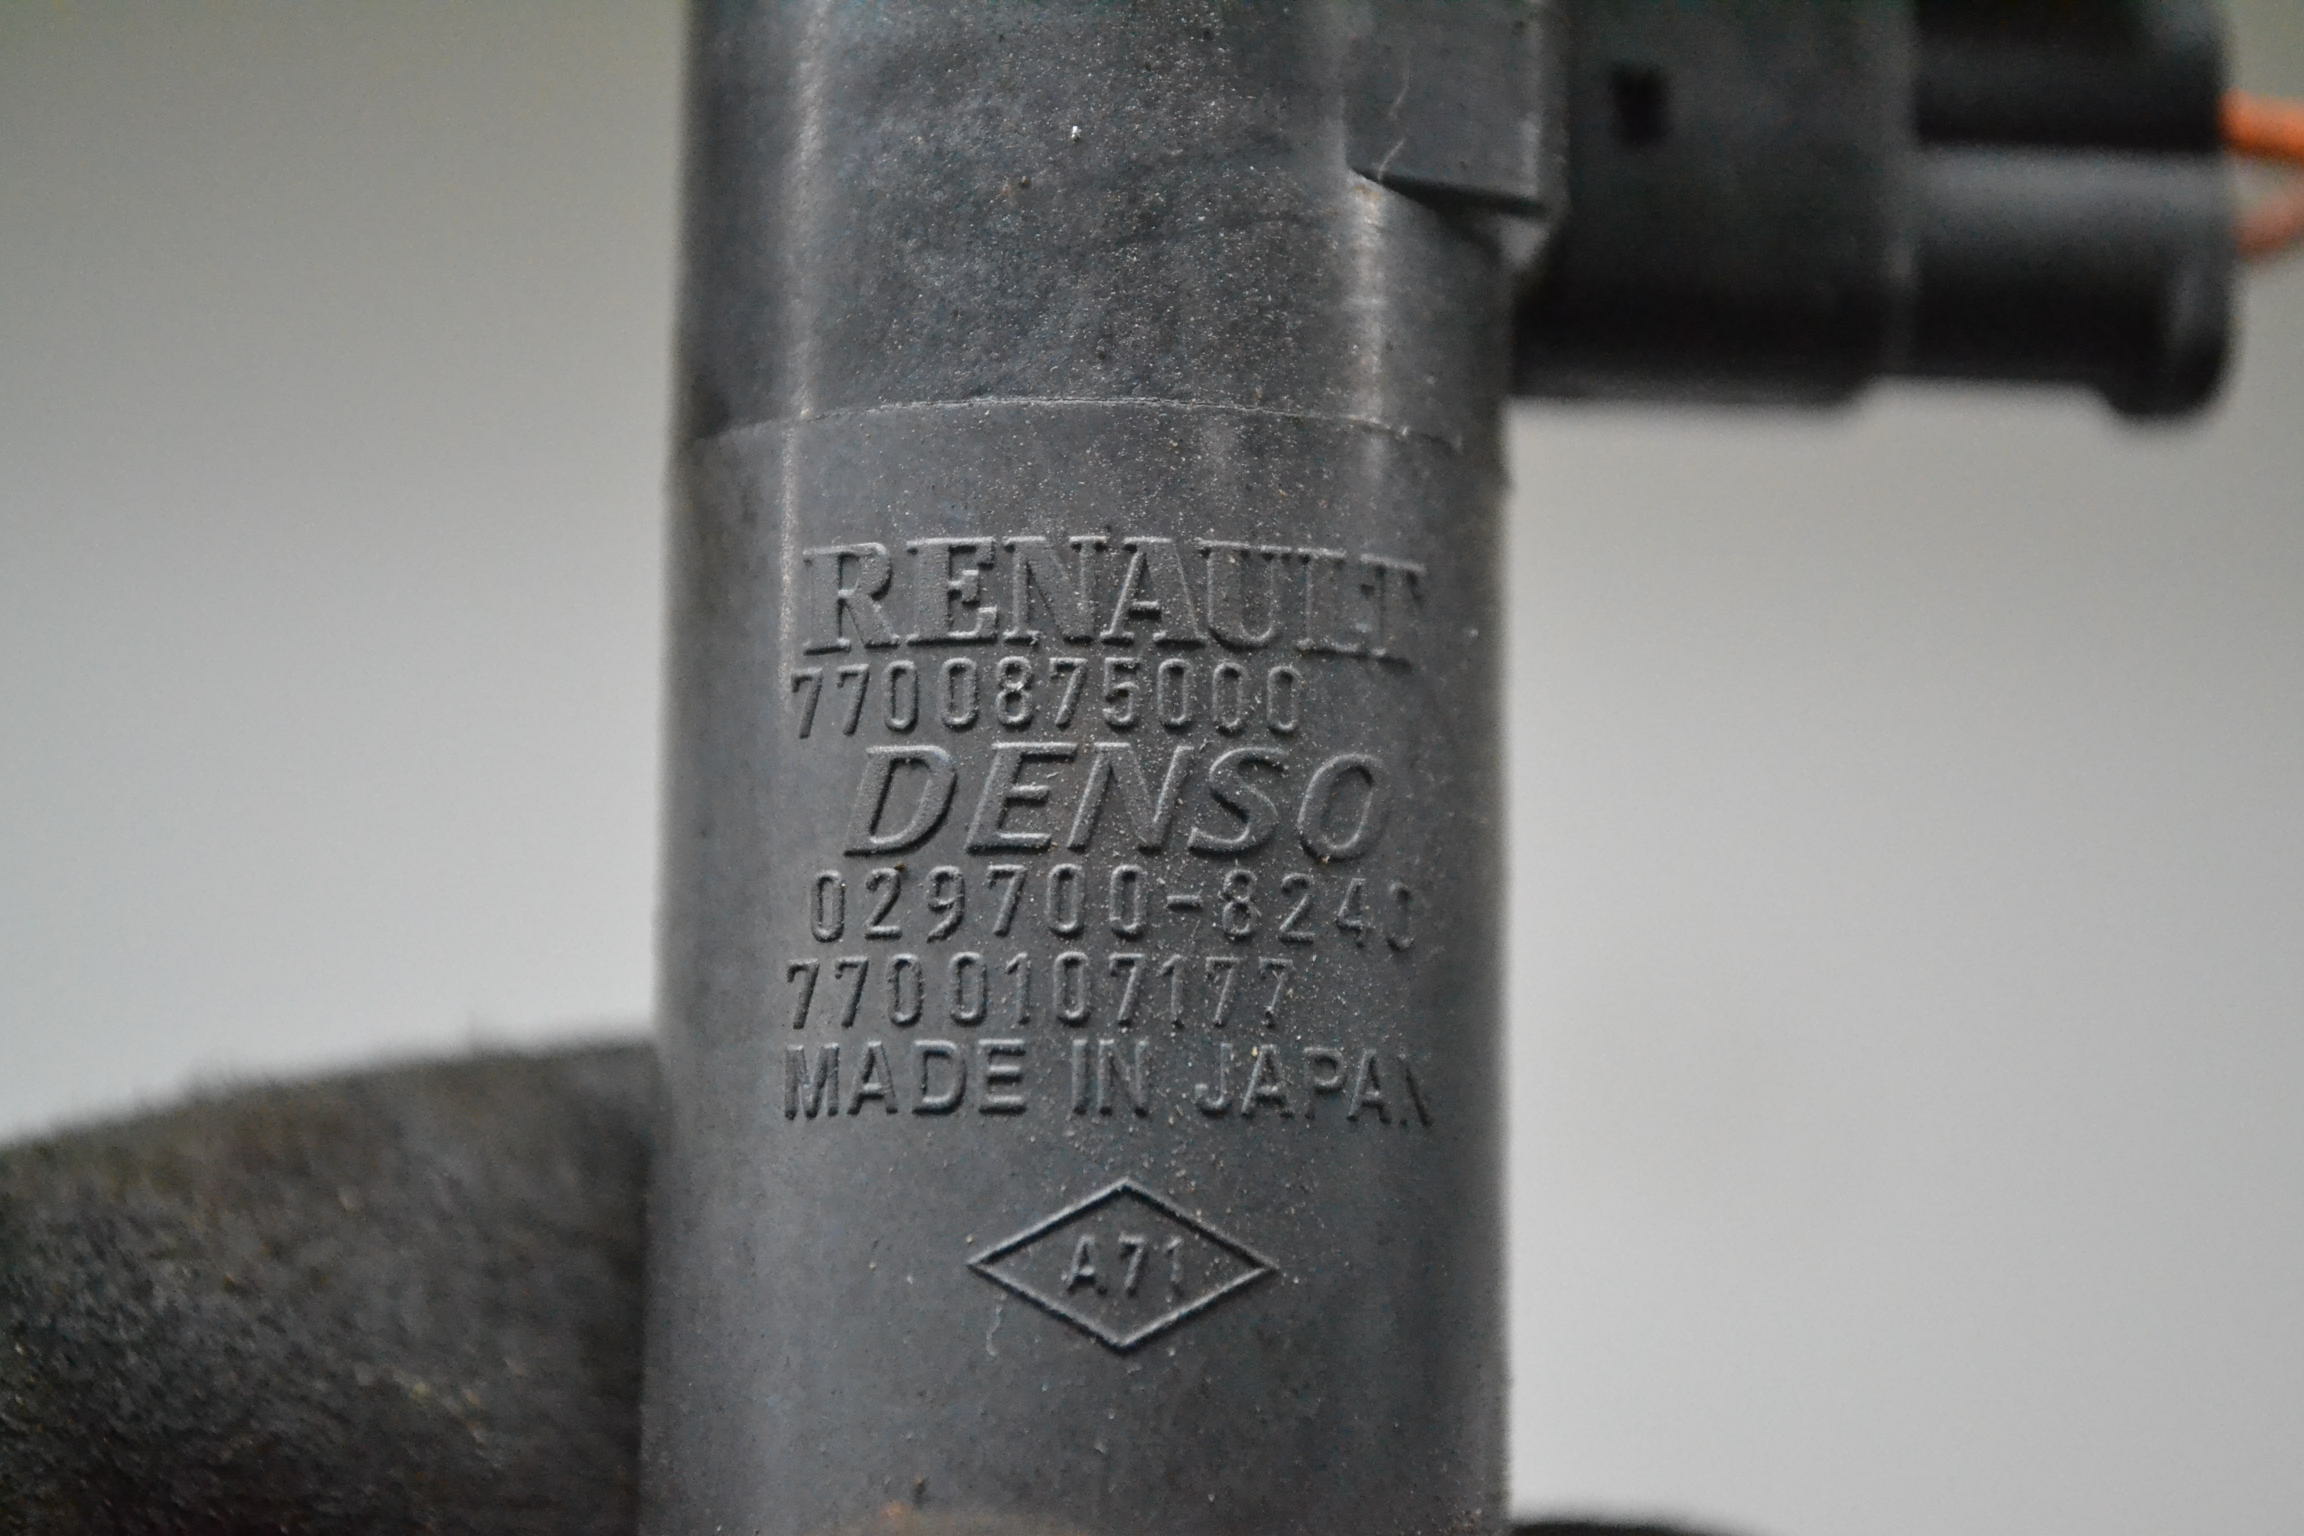 RENAULT
7700875000
DENSO
029700-8240
7700107177
MADE IN JAPAN
A71